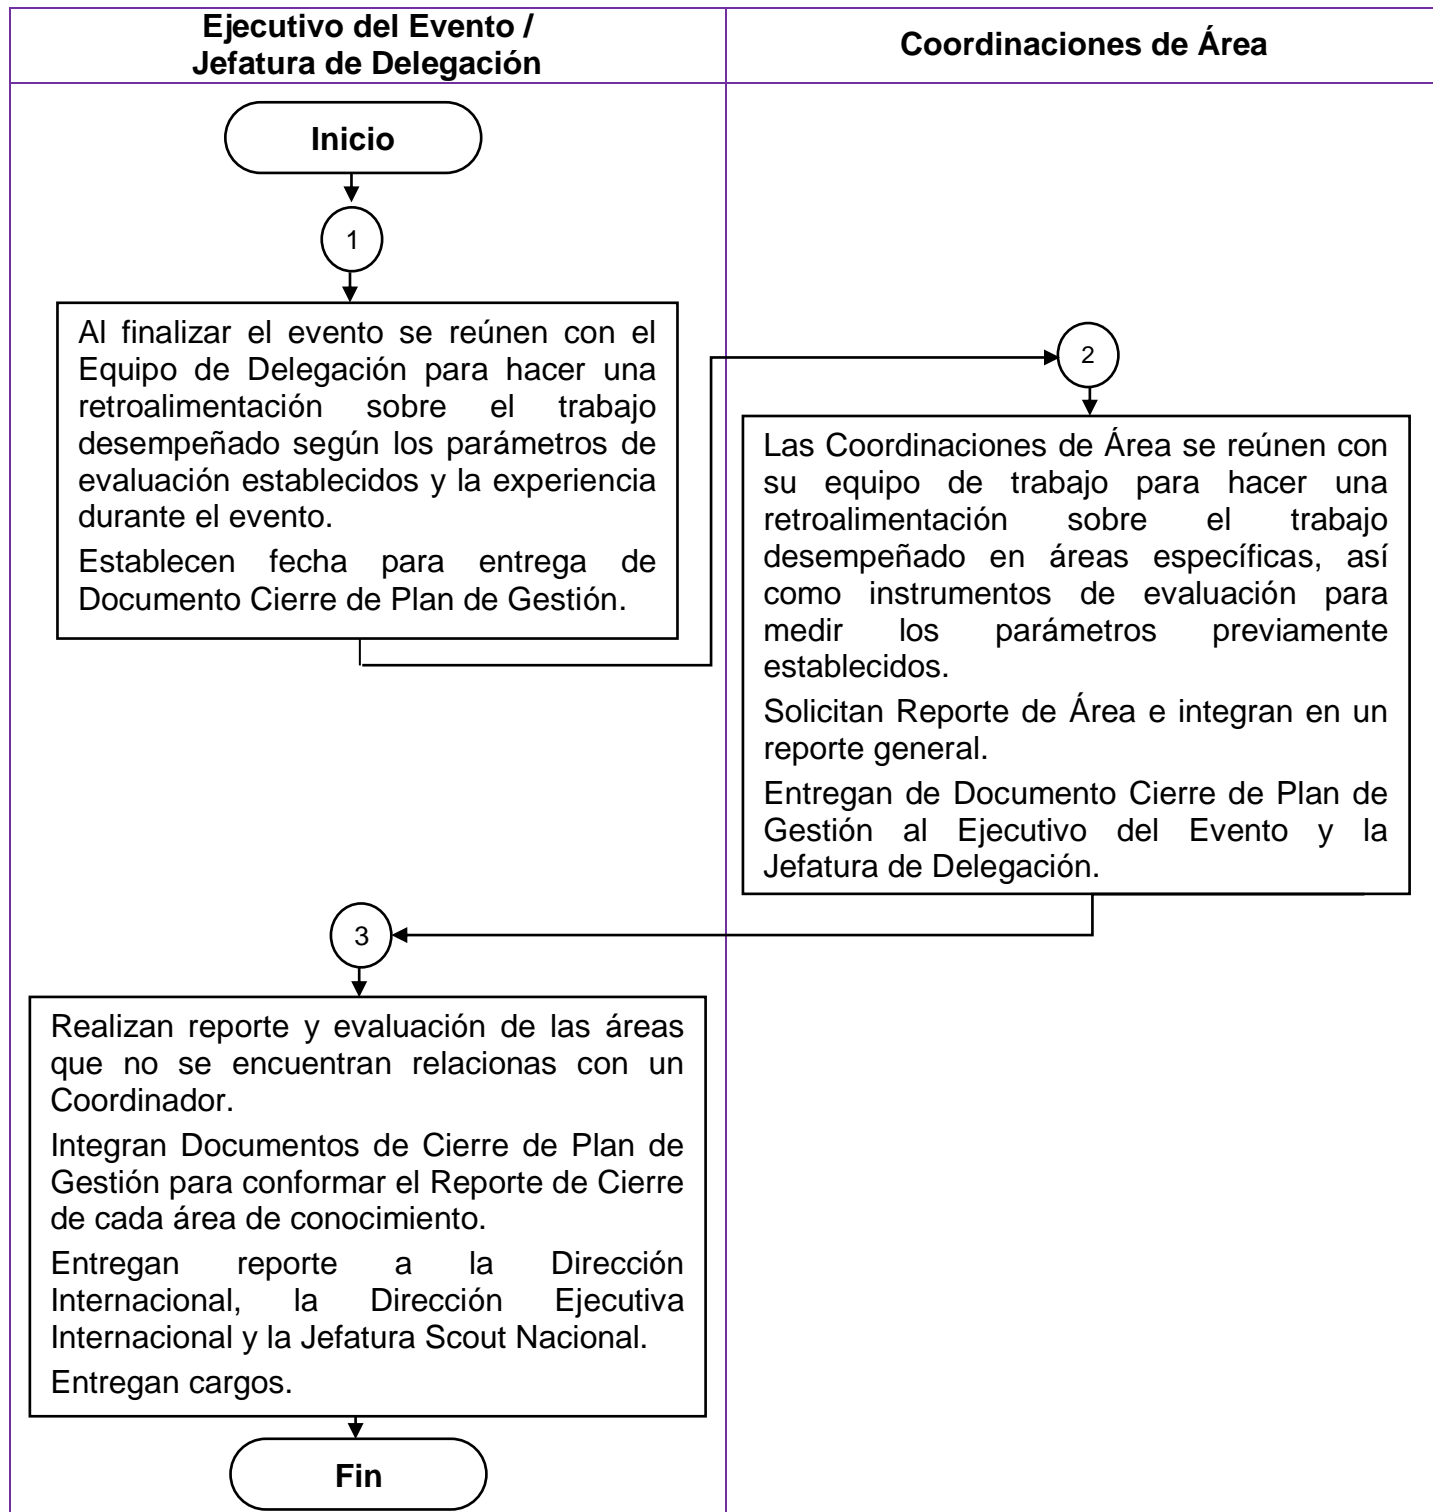 Ejecutivo del Evento /
Jefatura de Delegación
Coordinaciones de Área
Inicio
1
Al finalizar el evento se reúnen con el
Equipo de Delegación para hacer una
retroalimentación sobre el trabajo
desempeñado según los parámetros de
evaluación establecidos y la experiencia
durante el evento.
Establecen fecha para entrega de
Documento Cierre de Plan de Gestión.
2
Las Coordinaciones de Área se reúnen con
su equipo de trabajo para hacer una
retroalimentación sobre el trabajo
desempeñado en áreas específicas, así
como instrumentos de evaluación para
medir los parámetros previamente
establecidos.
Solicitan Reporte de Área e integran en un
reporte general.
Entregan de Documento Cierre de Plan de
Gestión al Ejecutivo del Evento y la
Jefatura de Delegación.
3
Realizan reporte y evaluación de las áreas
que no se encuentran relacionas con un
Coordinador.
Integran Documentos de Cierre de Plan de
Gestión para conformar el Reporte de Cierre
de cada área de conocimiento.
Entregan reporte a la Dirección
Internacional, la Dirección Ejecutiva
Internacional y la Jefatura Scout Nacional.
Entregan cargos.
Fin